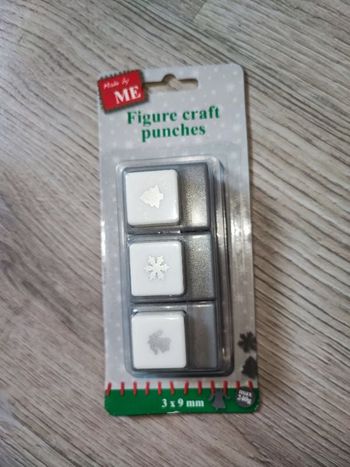 Made by
ME
Figure craft
punches
3 x 9 mm